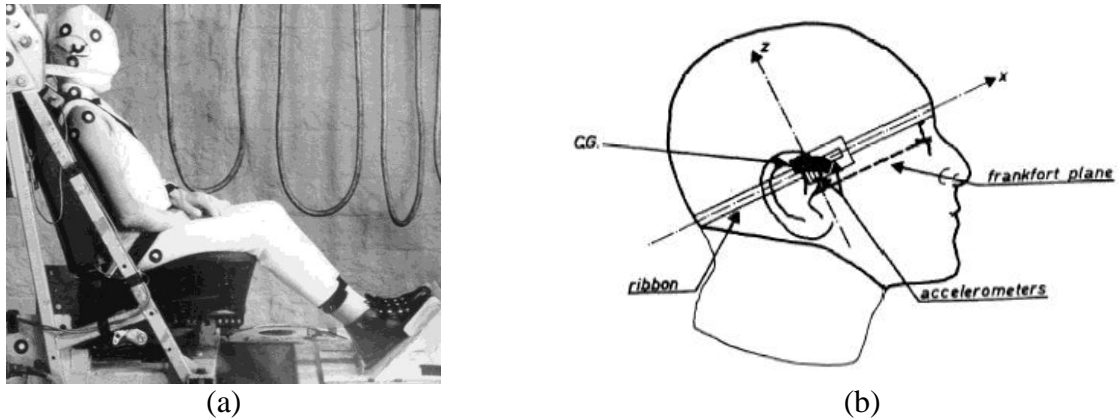 z
x
C.G.
frankfort plane
ribbon
accelerometers
(a)
(b)